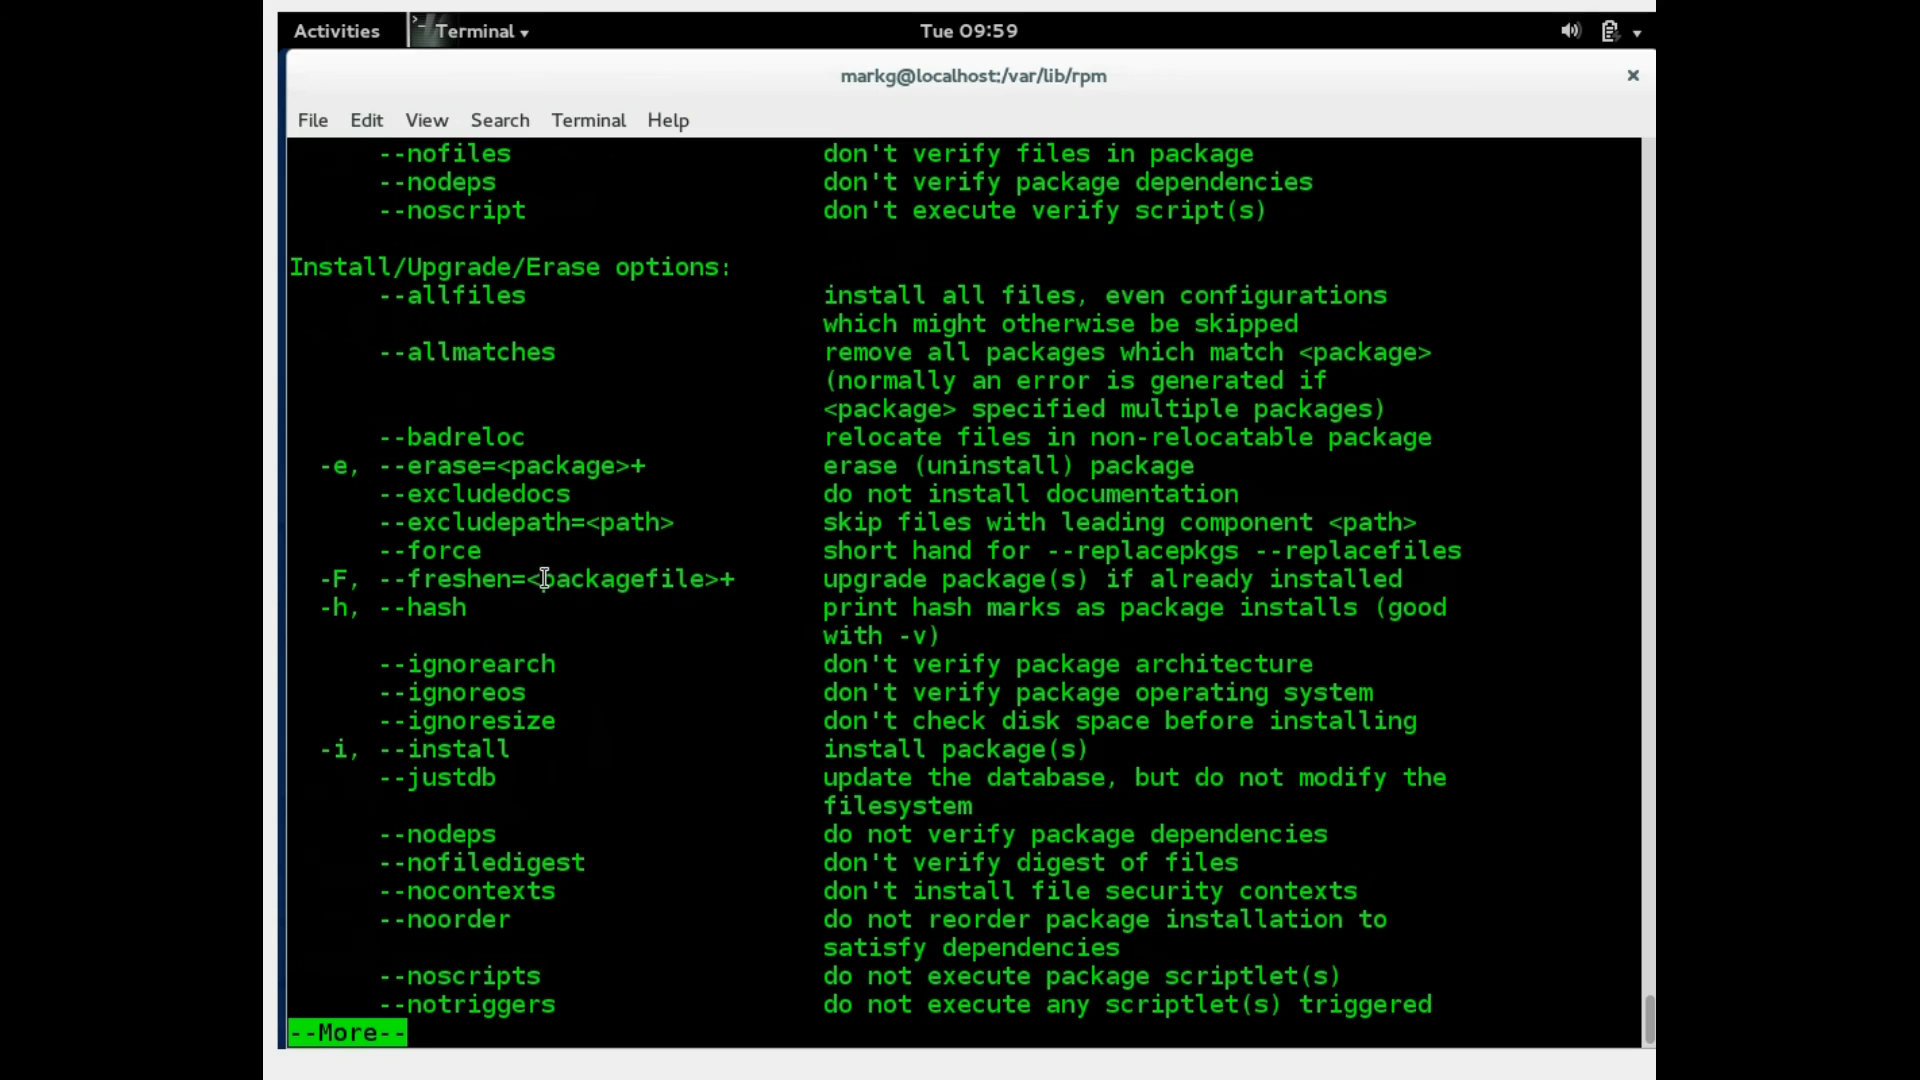 Activities Terminal Tue 09:59
markg@localhost:/var/lib/rpm
File Edit View Search Terminal Help
--nofiles don't verify files in package
--nodeps don't verify package dependencies
--noscript don't execute verify script(s)
Install/Upgrade/Erase options:
--allfiles install all files, even configurations
which might otherwise be skipped
--allmatches remove all packages which match <package>
(normally an error is generated if
<package> specified multiple packages)
--badreloc relocate files in non-relocatable package
-e, --erase=<package>+ erase (uninstall) package
--excludedocs do not install documentation
--excludepath=<path> skip files with leading component <path>
--force short hand for --replacepkgs --replacefiles
-F, --freshen=<packagefile>+ upgrade package(s) if already installed
-h, --hash print hash marks as package installs (good
with -v)
--ignorearch don't verify package architecture
--ignoreos don't verify package operating system
--ignoresize don't check disk space before installing
-i, --install install package(s)
--justdb update the database, but do not modify the
filesystem
--nodeps do not verify package dependencies
--nofiledigest don't verify digest of files
--nocontexts don't install file security contexts
--noorder do not reorder package installation to
satisfy dependencies
--noscripts do not execute package scriptlet(s)
--notriggers do not execute any scriptlet(s) triggered
--More--